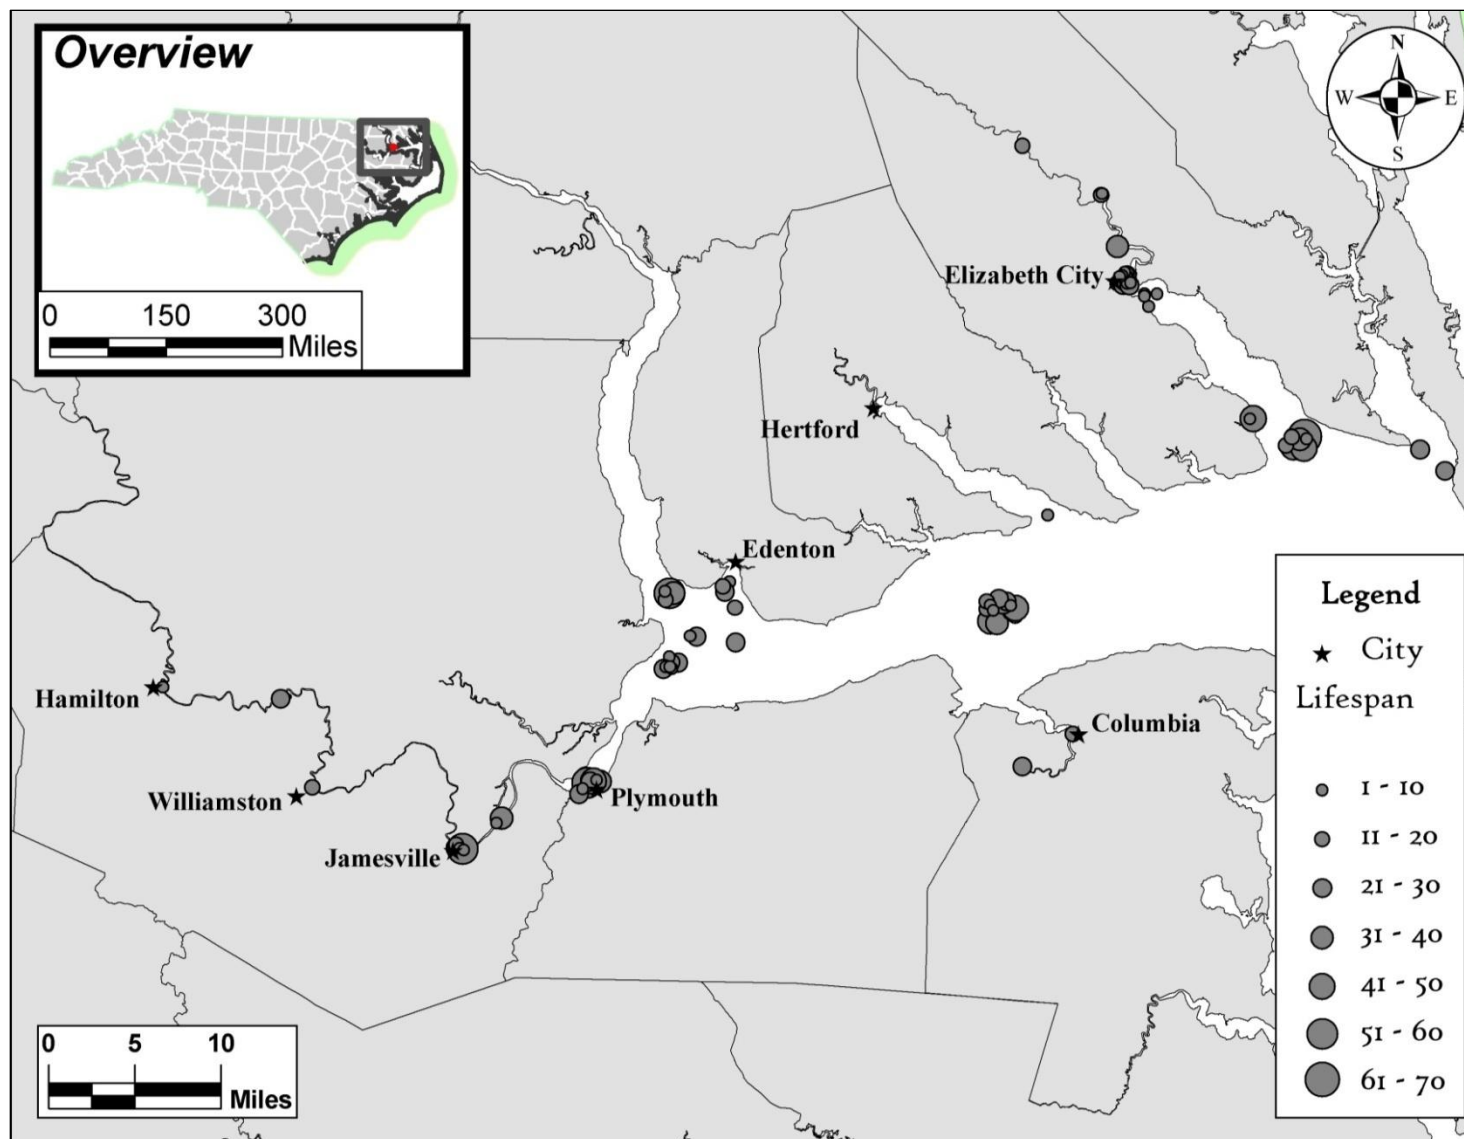 Overview
0 150 300
Miles
N
W E
S
Elizabeth City
Hertford
Edenton
Hamilton
Columbia
Williamston
Plymouth
Jamesville
Legend
City
Lifespan
1 - 10
11 - 20
21 - 30
31 - 40
41 - 50
51 - 60
61 - 70
0 5 10
Miles